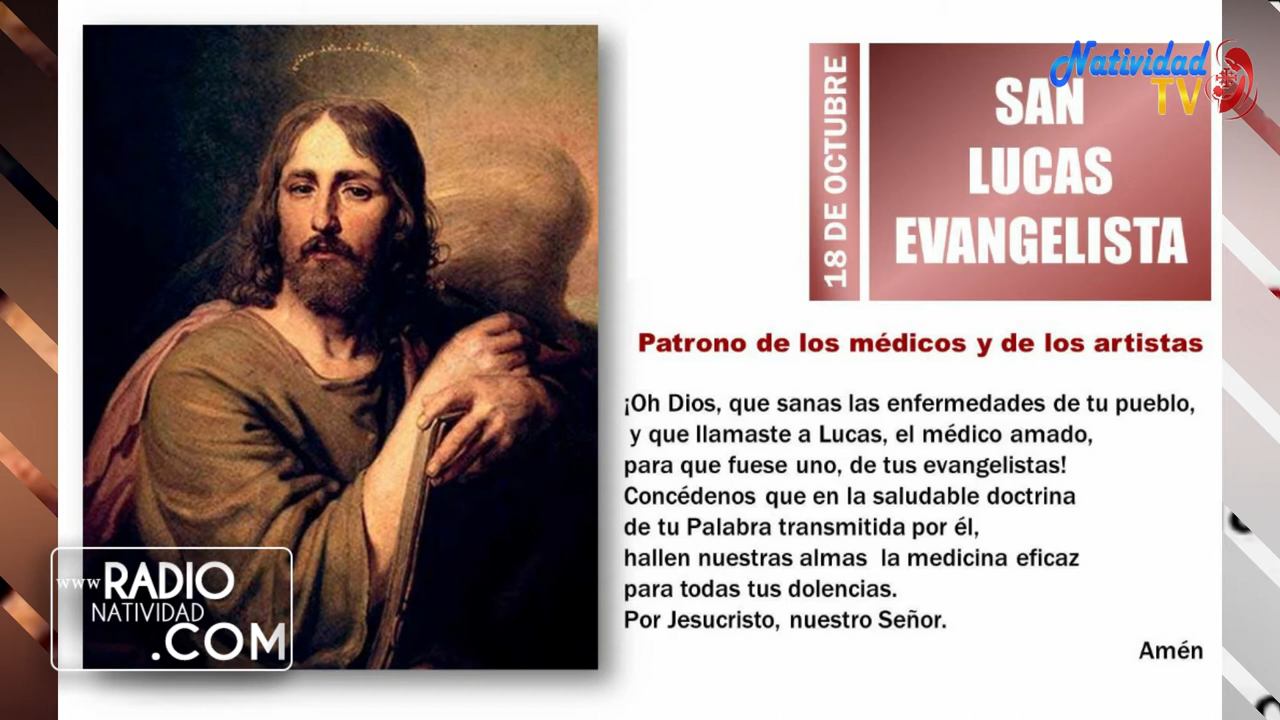 Natividad
TV
18 DE OCTUBRE
SAN
LUCAS
EVANGELISTA
Patrono de los médicos y de los artistas
¡Oh Dios, que sanas las enfermedades de tu pueblo,
y que llamaste a Lucas, el médico amado,
para que fuese uno, de tus evangelistas!
Concédenos que en la saludable doctrina
de tu Palabra transmitida por él,
hallen nuestras almas la medicina eficaz
para todas tus dolencias.
Por Jesucristo, nuestro Señor.
Amén
www RADIO
NATIVIDAD
.COM